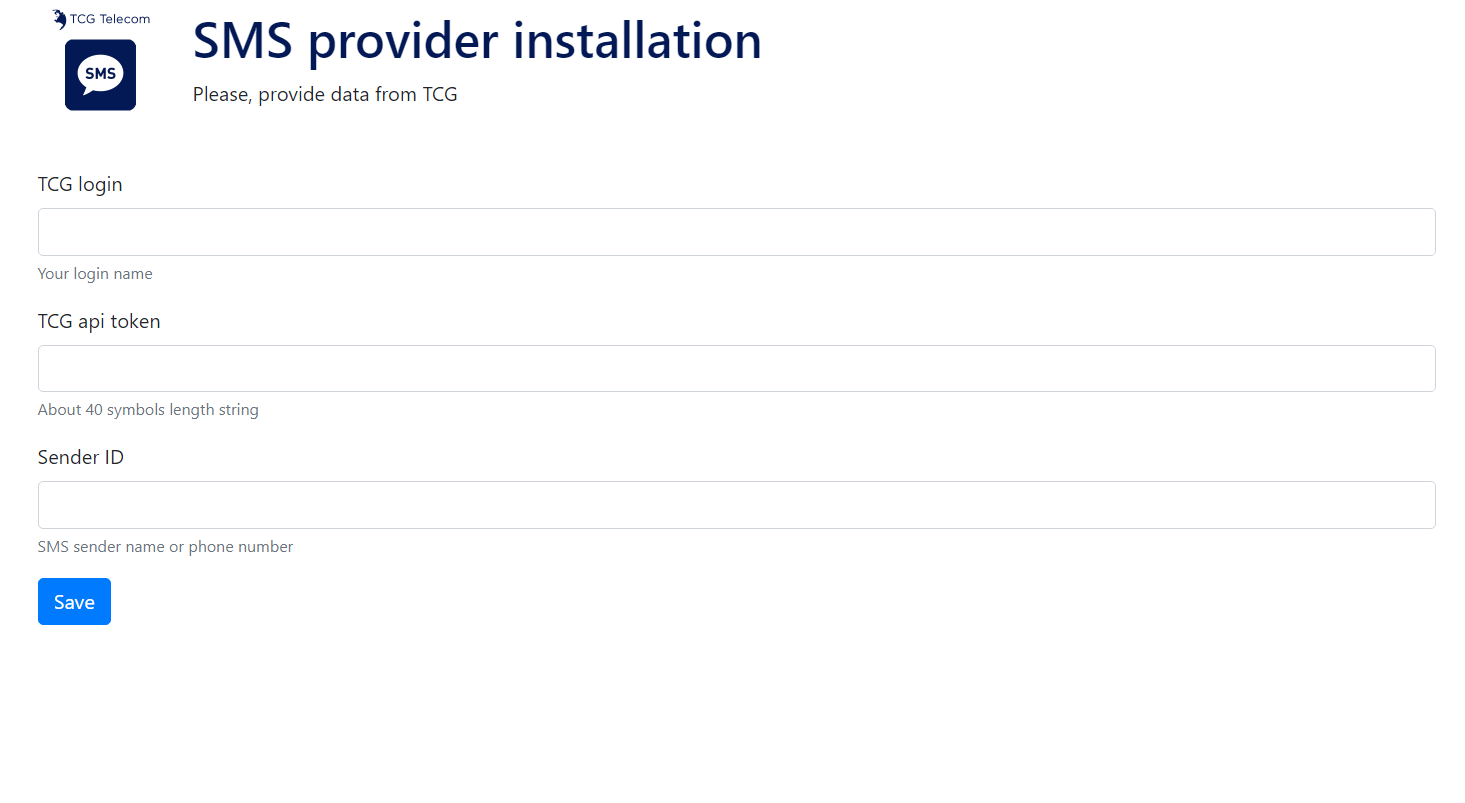 TCG Telecom
SMS
SMS provider installation
Please, provide data from TCG
TCG login
Your login name
TCG api token
About 40 symbols length string
Sender ID
SMS sender name or phone number
Save